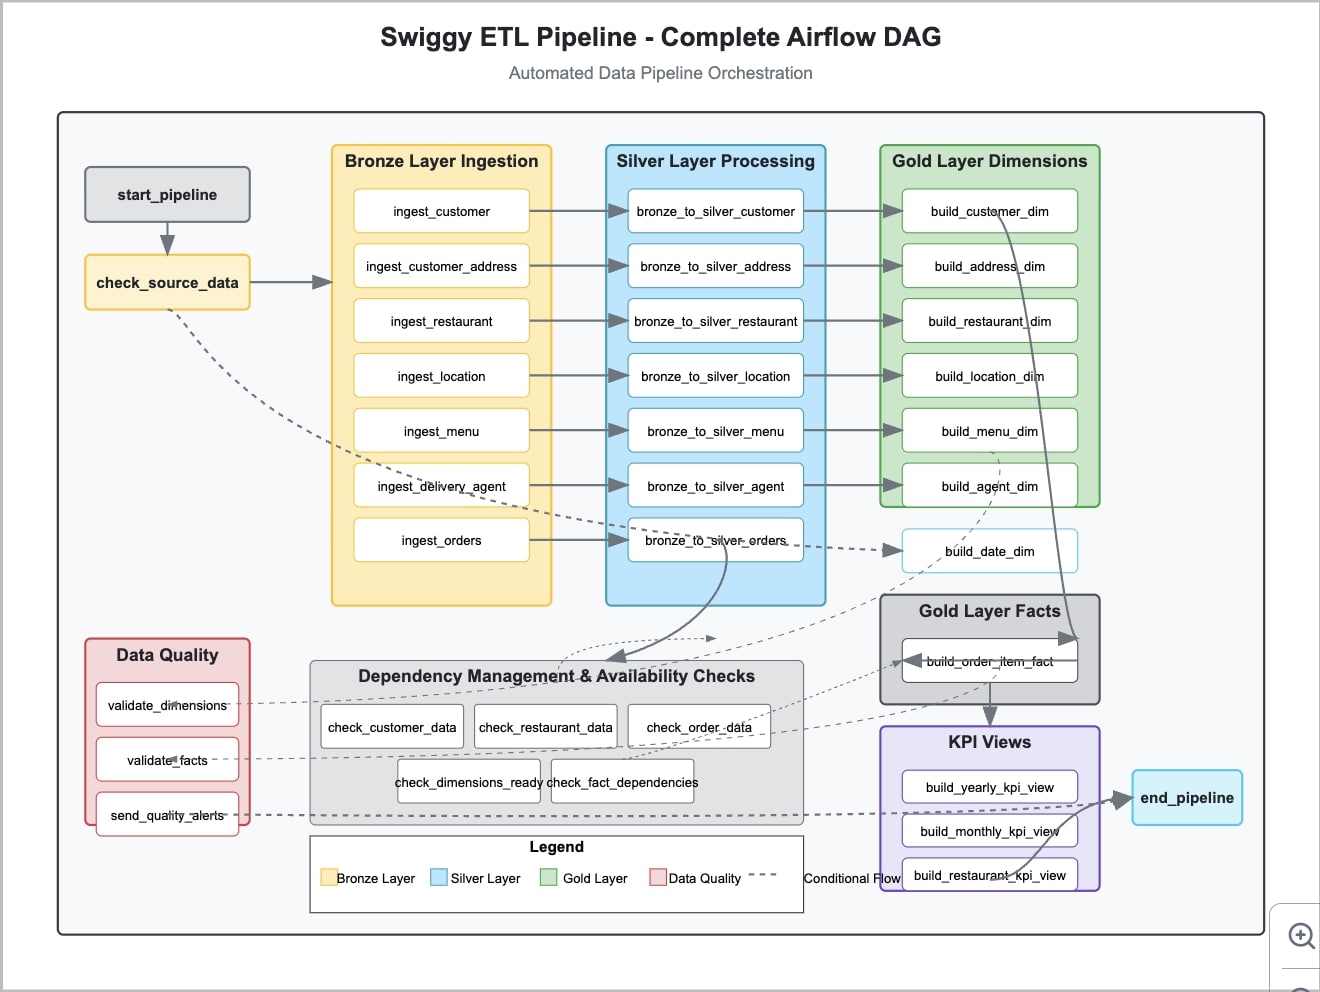 Swiggy ETL Pipeline - Complete Airflow DAG
Automated Data Pipeline Orchestration
start_pipeline
check_source_data
Bronze Layer Ingestion
ingest_customer
ingest_customer_address
ingest_restaurant
ingest_location
ingest_menu
ingest_delivery_agent
ingest_orders
Silver Layer Processing
bronze_to_silver_customer
bronze_to_silver_address
bronze_to_silver_restaurant
bronze_to_silver_location
bronze_to_silver_menu
bronze_to_silver_agent
bronze_to_silver_orders
Gold Layer Dimensions
build_customer_dim
build_address_dim
build_restaurant_dim
build_location_dim
build_menu_dim
build_agent_dim
build_date_dim
Gold Layer Facts
build_order_item_fact
Data Quality
validate_dimensions
validate_facts
send_quality_alerts
Dependency Management & Availability Checks
check_customer_data
check_restaurant_data
check_order_data
check_dimensions_ready
check_fact_dependencies
KPI Views
build_yearly_kpi_view
build_monthly_kpi_view
build_restaurant_kpi_view
end_pipeline
Legend
Bronze Layer
Silver Layer
Gold Layer
Data Quality
Conditional Flow